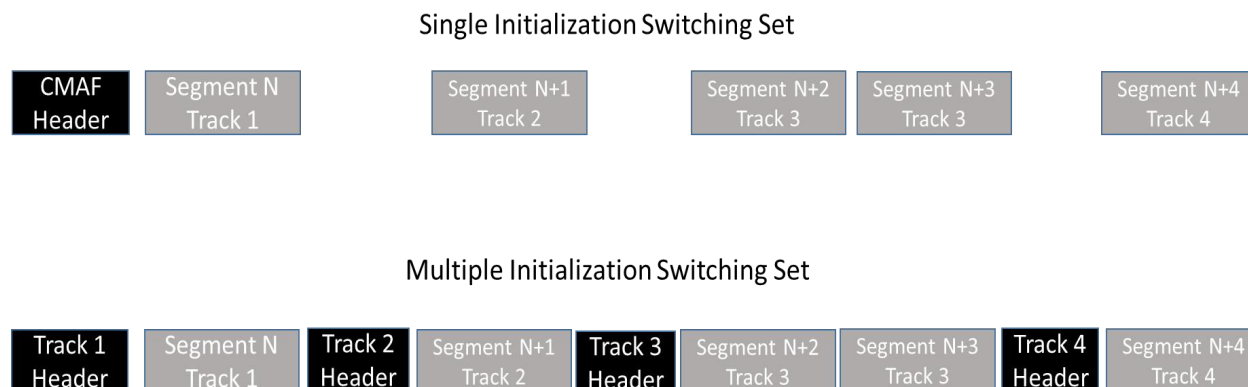 Single Initialization Switching Set
CMAF
Header
Segment N
Track 1
Segment N+1
Track 2
Segment N+2
Track 3
Segment N+3
Track 3
Segment N+4
Track 4
Multiple Initialization Switching Set
Track 1
Header
Segment N
Track 1
Track 2
Header
Segment N+1
Track 2
Track 3
Header
Segment N+2
Track 3
Segment N+3
Track 3
Track 4
Header
Segment N+4
Track 4